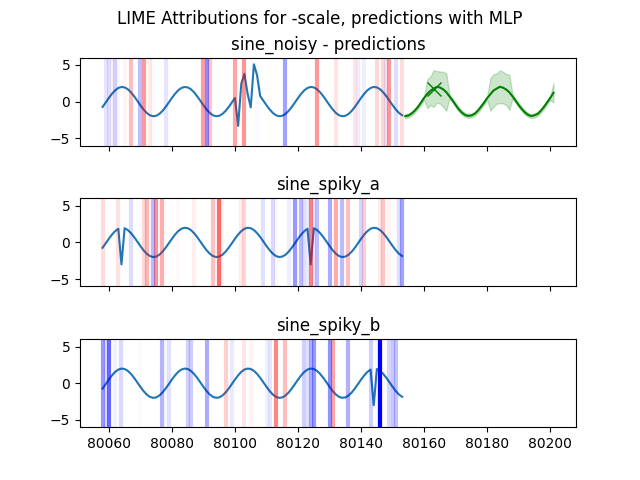 LIME Attributions for -scale, predictions with MLP
sine_noisy - predictions
5
0
−5
sine_spiky_a
5
0
−5
sine_spiky_b
5
0
−5
80060 80080 80100 80120 80140 80160 80180 80200